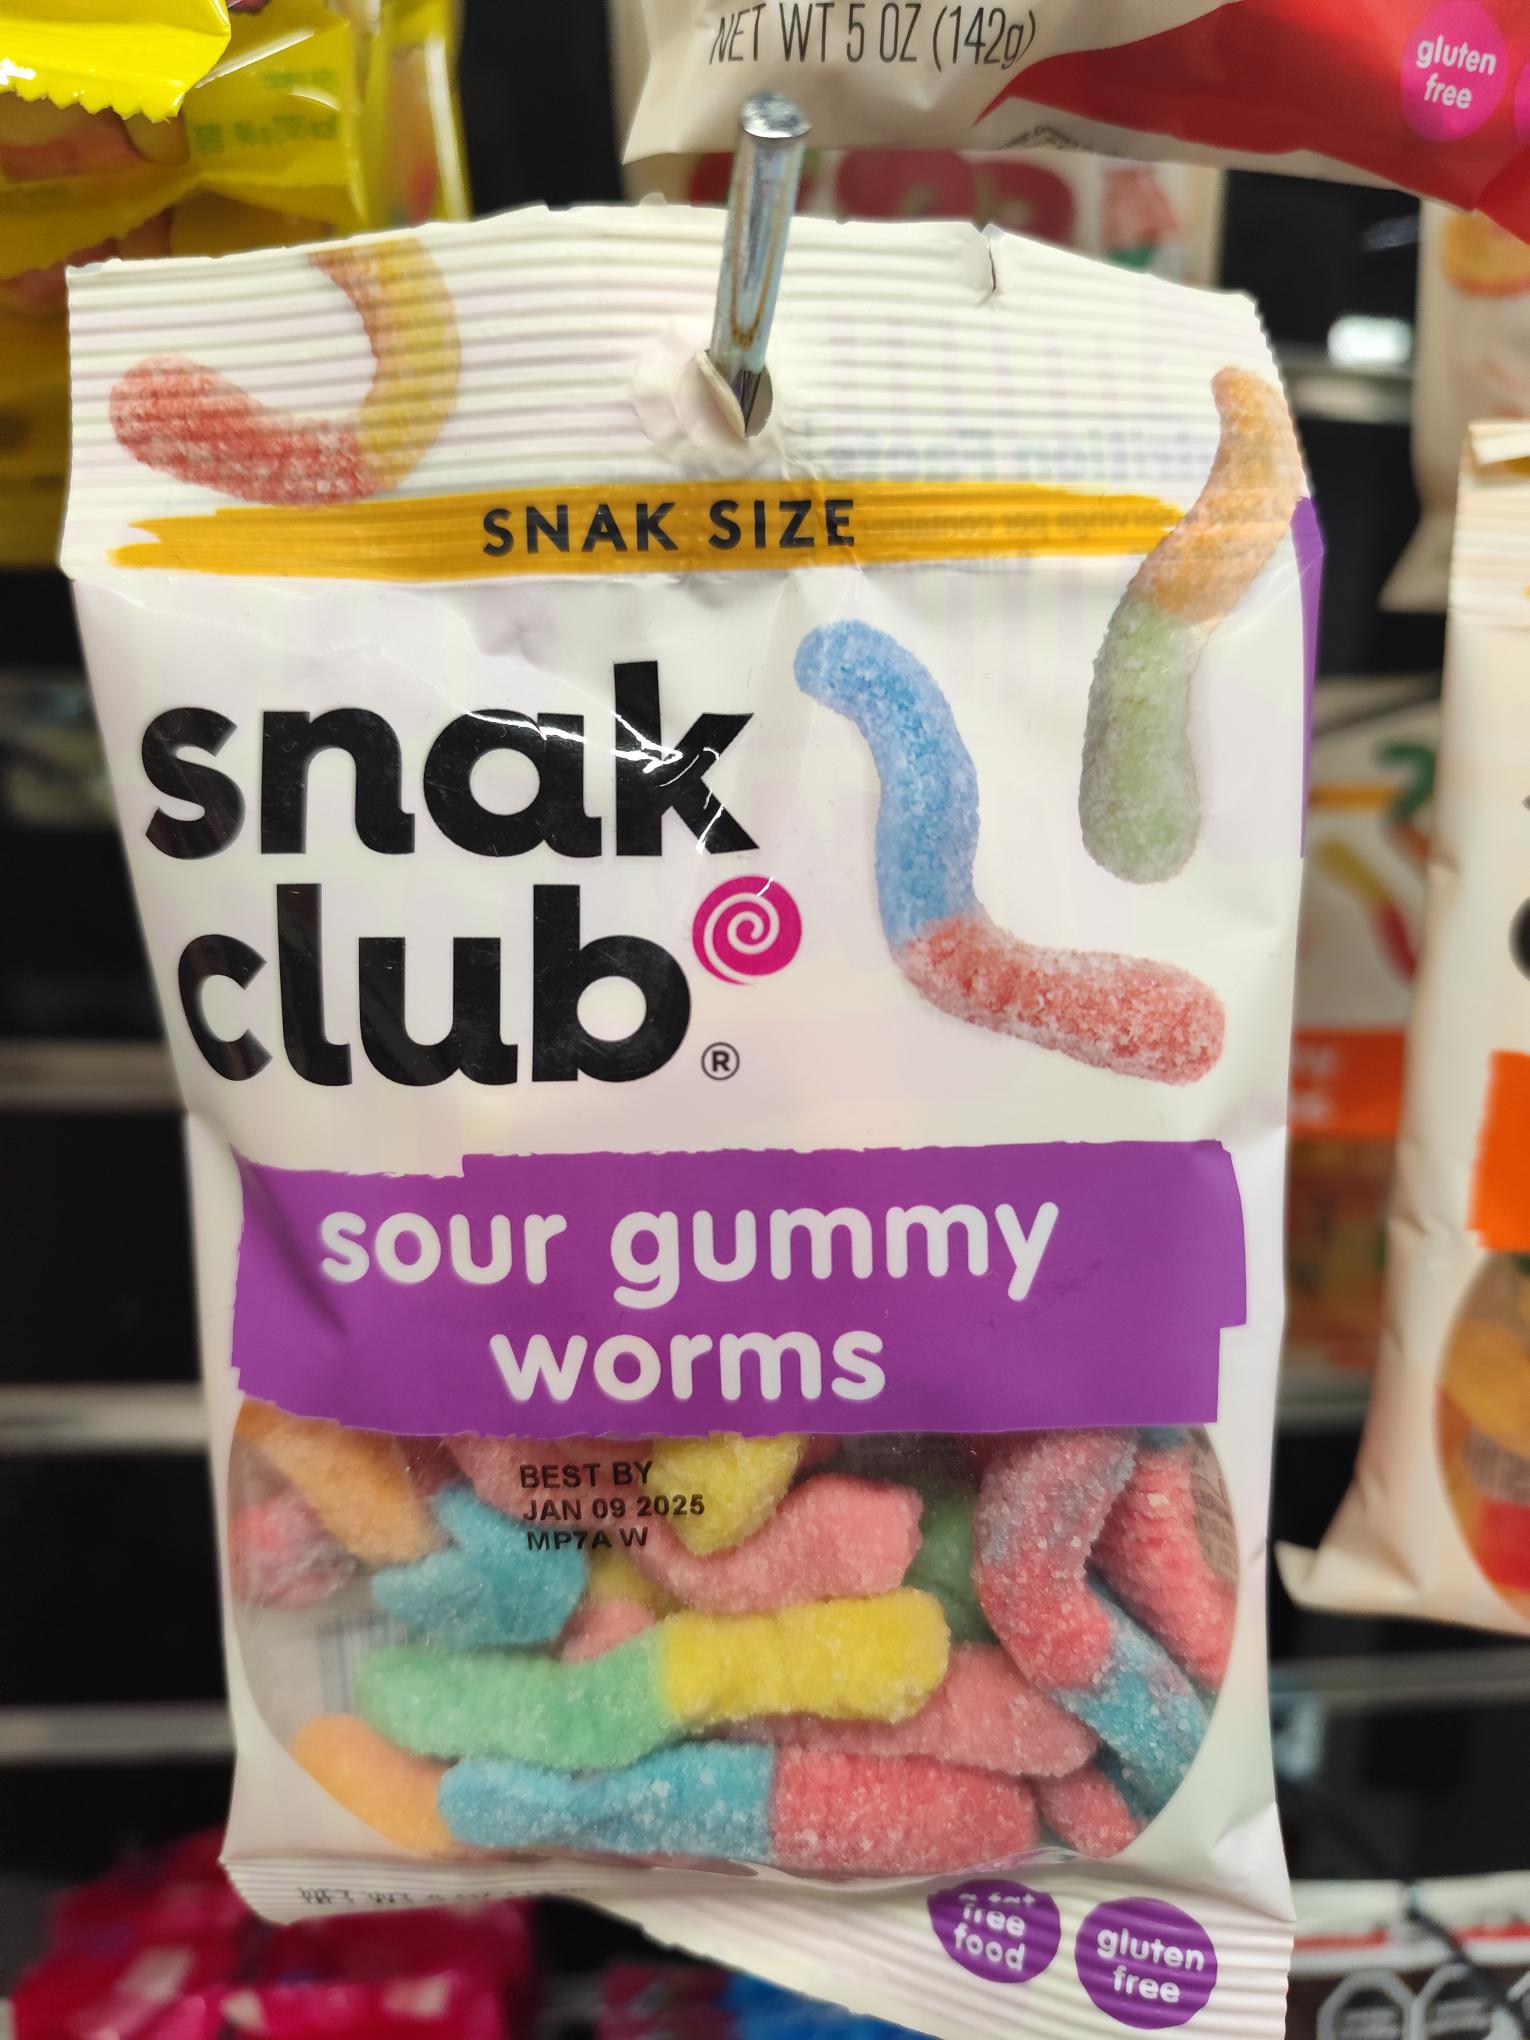 NET WT 5 OZ (142g)
gluten
free
SNAK SIZE
snak
club®
sour gummy
worms
BEST BY
JAN 09 2025
MP7A W
free
food
gluten
free